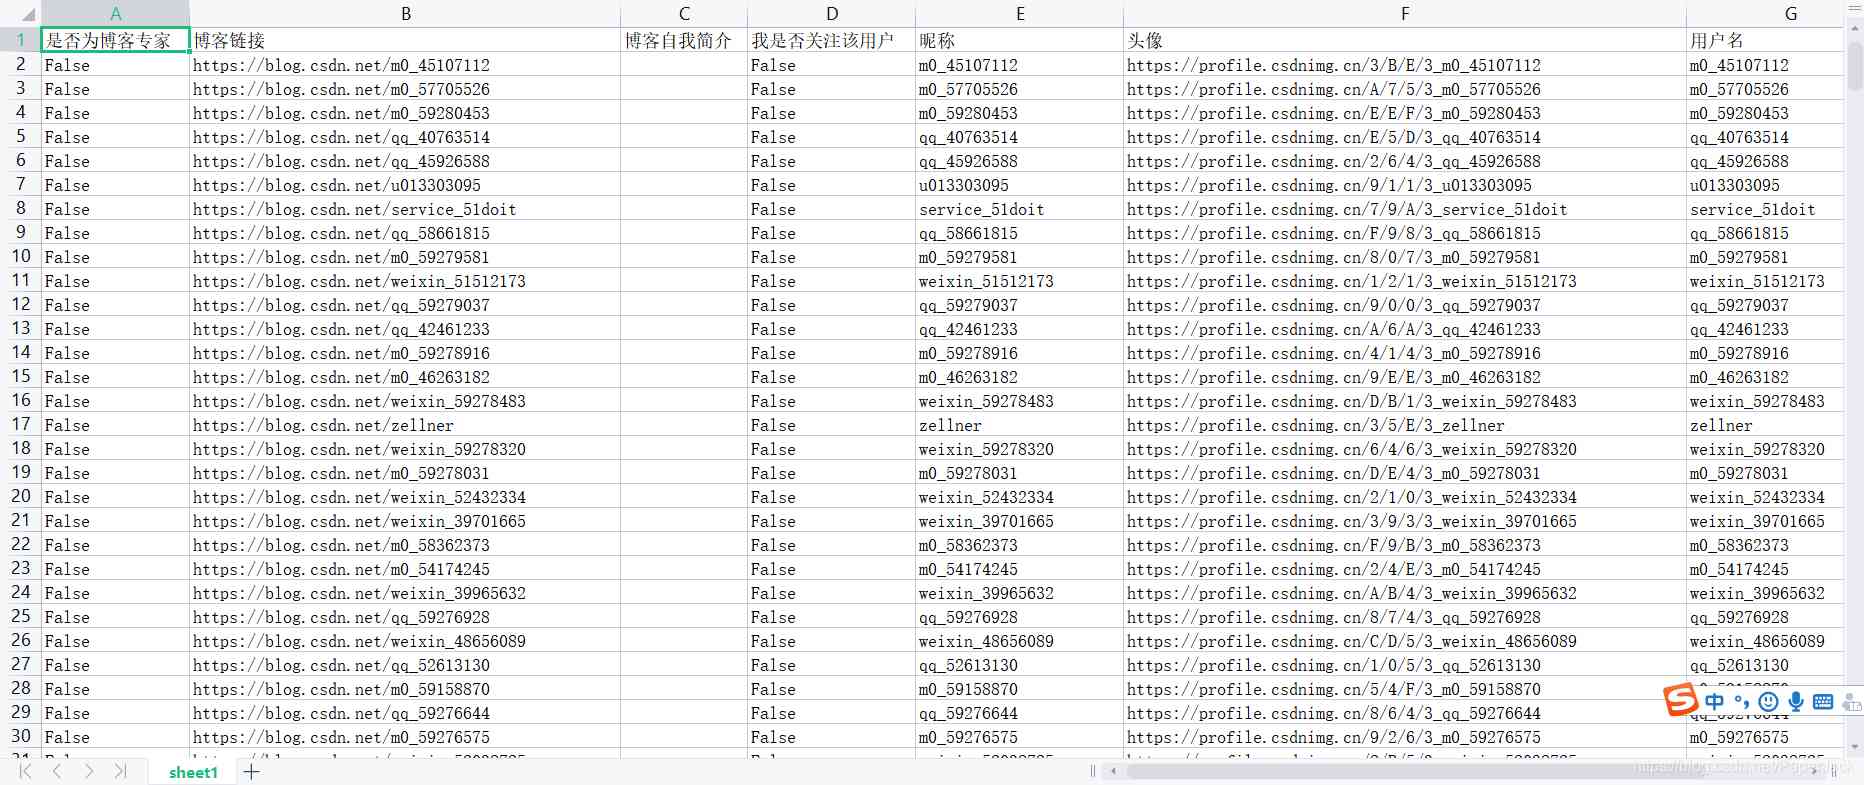 A B C D E F G
1 是否为博客专家 博客链接 博客自我简介 我是否关注该用户 昵称 头像 用户名
2 False https://blog.csdn.net/m0_45107112 False m0_45107112 https://profile.csdnimg.cn/3/B/E/3_m0_45107112 m0_45107112
3 False https://blog.csdn.net/m0_57705526 False m0_57705526 https://profile.csdnimg.cn/A/7/5/3_m0_57705526 m0_57705526
4 False https://blog.csdn.net/m0_59280453 False m0_59280453 https://profile.csdnimg.cn/E/E/F/3_m0_59280453 m0_59280453
5 False https://blog.csdn.net/qq_40763514 False qq_40763514 https://profile.csdnimg.cn/E/5/D/3_qq_40763514 qq_40763514
6 False https://blog.csdn.net/qq_45926588 False qq_45926588 https://profile.csdnimg.cn/2/6/4/3_qq_45926588 qq_45926588
7 False https://blog.csdn.net/u013303095 False u013303095 https://profile.csdnimg.cn/9/1/1/3_u013303095 u013303095
8 False https://blog.csdn.net/service_51doit False service_51doit https://profile.csdnimg.cn/7/9/A/3_service_51doit service_51doit
9 False https://blog.csdn.net/qq_58661815 False qq_58661815 https://profile.csdnimg.cn/F/9/8/3_qq_58661815 qq_58661815
10 False https://blog.csdn.net/m0_59279581 False m0_59279581 https://profile.csdnimg.cn/8/0/7/3_m0_59279581 m0_59279581
11 False https://blog.csdn.net/weixin_51512173 False weixin_51512173 https://profile.csdnimg.cn/1/2/1/3_weixin_51512173 weixin_51512173
12 False https://blog.csdn.net/qq_59279037 False qq_59279037 https://profile.csdnimg.cn/9/0/0/3_qq_59279037 qq_59279037
13 False https://blog.csdn.net/qq_42461233 False qq_42461233 https://profile.csdnimg.cn/A/6/A/3_qq_42461233 qq_42461233
14 False https://blog.csdn.net/m0_59278916 False m0_59278916 https://profile.csdnimg.cn/4/1/4/3_m0_59278916 m0_59278916
15 False https://blog.csdn.net/m0_46263182 False m0_46263182 https://profile.csdnimg.cn/9/E/E/3_m0_46263182 m0_46263182
16 False https://blog.csdn.net/weixin_59278483 False weixin_59278483 https://profile.csdnimg.cn/D/B/1/3_weixin_59278483 weixin_59278483
17 False https://blog.csdn.net/zellner False zellner https://profile.csdnimg.cn/3/5/E/3_zellner zellner
18 False https://blog.csdn.net/weixin_59278320 False weixin_59278320 https://profile.csdnimg.cn/6/4/6/3_weixin_59278320 weixin_59278320
19 False https://blog.csdn.net/m0_59278031 False m0_59278031 https://profile.csdnimg.cn/D/E/4/3_m0_59278031 m0_59278031
20 False https://blog.csdn.net/weixin_52432334 False weixin_52432334 https://profile.csdnimg.cn/2/1/0/3_weixin_52432334 weixin_52432334
21 False https://blog.csdn.net/weixin_39701665 False weixin_39701665 https://profile.csdnimg.cn/3/9/3/3_weixin_39701665 weixin_39701665
22 False https://blog.csdn.net/m0_58362373 False m0_58362373 https://profile.csdnimg.cn/F/9/B/3_m0_58362373 m0_58362373
23 False https://blog.csdn.net/m0_54174245 False m0_54174245 https://profile.csdnimg.cn/2/4/E/3_m0_54174245 m0_54174245
24 False https://blog.csdn.net/weixin_39965632 False weixin_39965632 https://profile.csdnimg.cn/A/B/4/3_weixin_39965632 weixin_39965632
25 False https://blog.csdn.net/qq_59276928 False qq_59276928 https://profile.csdnimg.cn/8/7/4/3_qq_59276928 qq_59276928
26 False https://blog.csdn.net/weixin_48656089 False weixin_48656089 https://profile.csdnimg.cn/C/D/5/3_weixin_48656089 weixin_48656089
27 False https://blog.csdn.net/qq_52613130 False qq_52613130 https://profile.csdnimg.cn/1/0/5/3_qq_52613130 qq_52613130
28 False https://blog.csdn.net/m0_59158870 False m0_59158870 https://profile.csdnimg.cn/5/4/F/3_m0_59158870
29 False https://blog.csdn.net/qq_59276644 False qq_59276644 https://profile.csdnimg.cn/8/6/4/3_qq_59276644
30 False https://blog.csdn.net/m0_59276575 False m0_59276575 https://profile.csdnimg.cn/9/2/6/3_m0_59276575 m0_59276575
中
sheet1